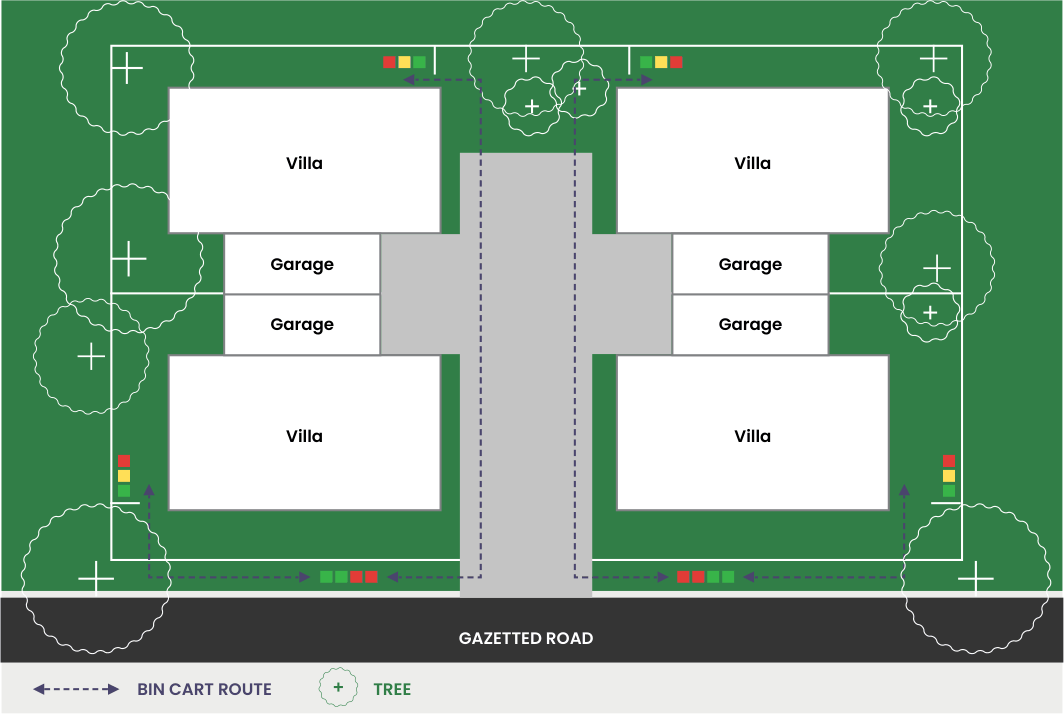 Villa
Villa
Garage
Garage
Garage
Garage
Villa
Villa
GAZETTED ROAD
BIN CART ROUTE
TREE